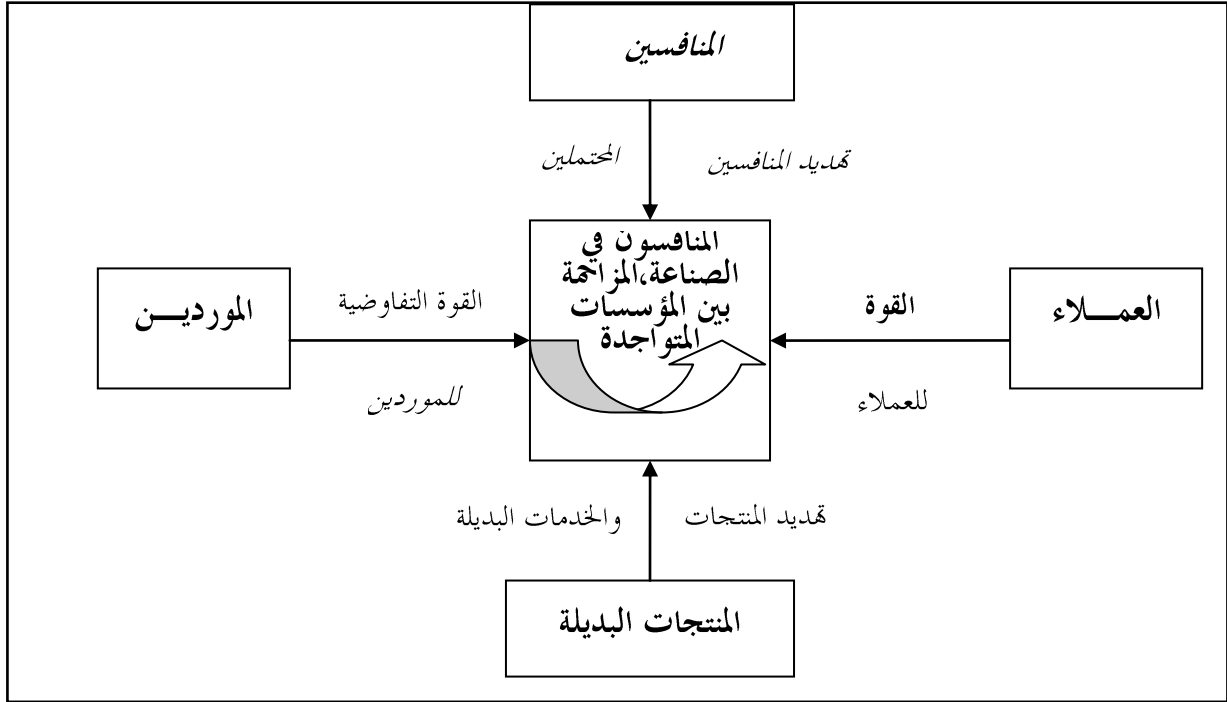 المنافسين
تهديد المنافسين المحتملين
المنافسون في
الصناعة،المزاحمة
بين المؤسسات
المتواجدة
العمـــلاء
القوة
للعملاء
القوة التفاوضية
للموردين
المورديـــن
تهديد المنتجات والخدمات البديلة
المنتجات البديلة